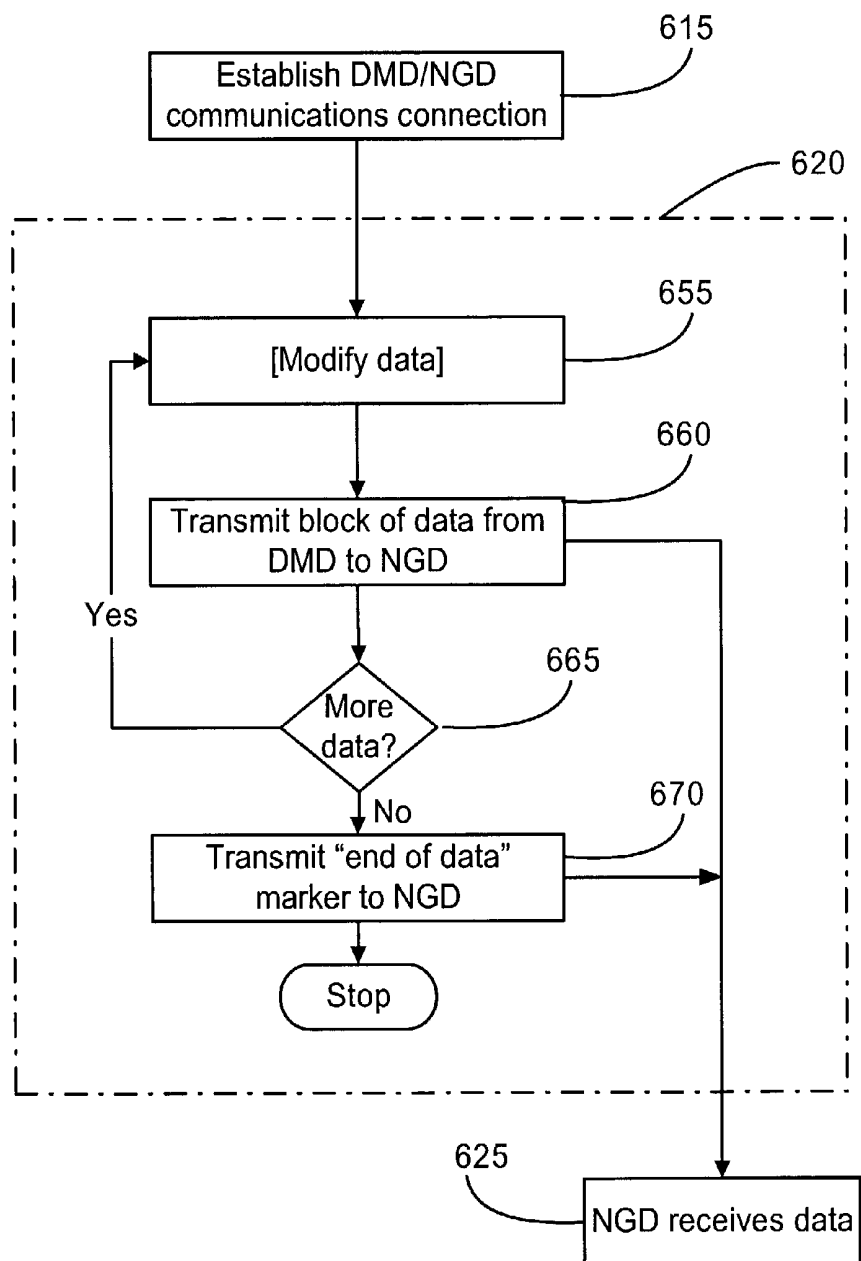 615
Establish DMD/NGD
communications connection
620
655
[Modify data]
660
Transmit block of data from
DMD to NGD
Yes
665
More
data?
No
670
Transmit “end of data”
marker to NGD
Stop
625
NGD receives data